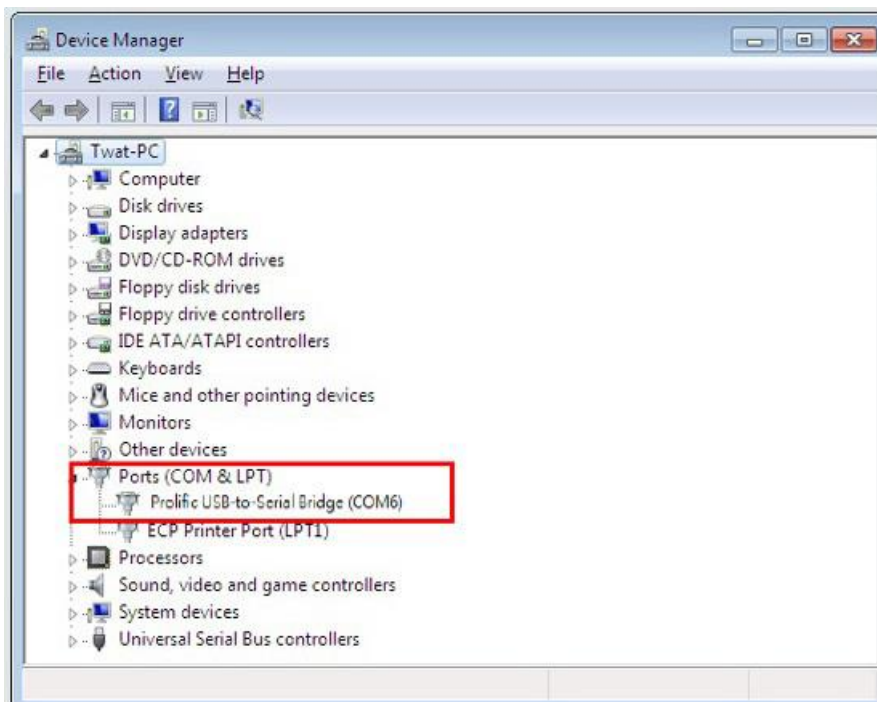 Device Manager
File Action View Help
Twat-PC
Computer
Disk drives
Display adapters
DVD/CD-ROM drives
Floppy disk drives
Floppy drive controllers
IDE ATA/ATAPI controllers
Keyboards
Mice and other pointing devices
Monitors
Other devices
Ports (COM & LPT)
Prolific USB-to-Serial Bridge (COM6)
ECP Printer Port (LPT1)
Processors
Sound, video and game controllers
System devices
Universal Serial Bus controllers